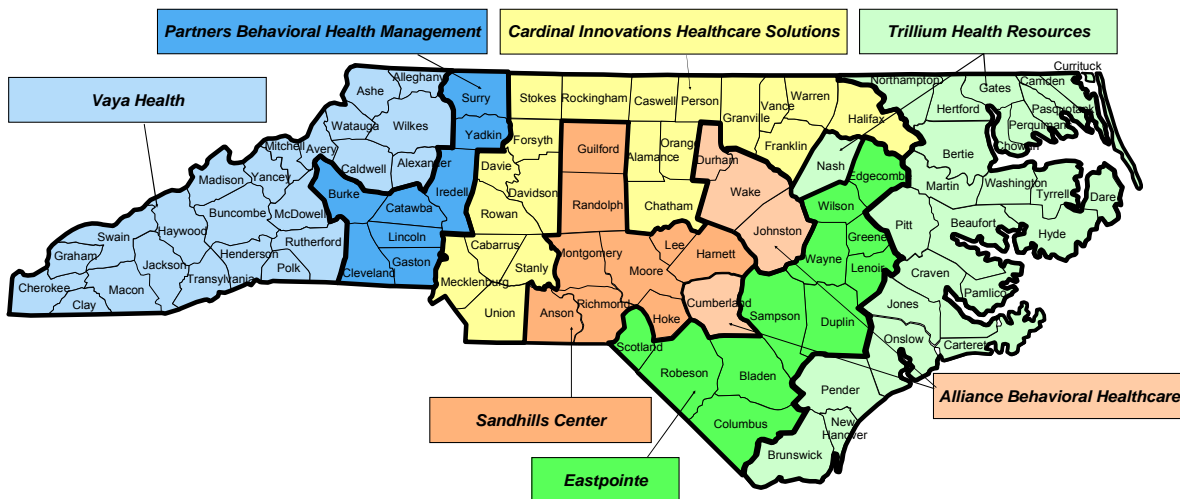 Partners Behavioral Health Management
Cardinal Innovations Healthcare Solutions
Trillium Health Resources
Vaya Health
Currituck
Alleghany
Ashe
Surry
Stokes
Rockingham
Caswell
Person
Granville
Vance
Warren
Northampton
Gates
Camden
Pasquotank
Perquimans
Chowan
Hertford
Halifax
Watauga
Wilkes
Yadkin
Forsyth
Guilford
Alamance
Orange
Durham
Franklin
Nash
Edgecombe
Bertie
Mitchell
Avery
Caldwell
Alexander
Iredell
Davie
Davidson
Randolph
Chatham
Wake
Wilson
Martin
Washington
Tyrrell
Dare
Madison
Yancey
Burke
Catawba
Rowan
Johnston
Greene
Pitt
Beaufort
Hyde
Swain
Haywood
Buncombe
McDowell
Lincoln
Cabarrus
Montgomery
Moore
Lee
Harnett
Wayne
Lenoir
Craven
Pamlico
Graham
Jackson
Henderson
Rutherford
Polk
Cleveland
Gaston
Mecklenburg
Stanly
Cherokee
Clay
Macon
Transylvania
Union
Anson
Richmond
Hoke
Cumberland
Sampson
Duplin
Jones
Onslow
Carteret
Scotland
Robeson
Bladen
Pender
Columbus
New
Hanover
Brunswick
Sandhills Center
Alliance Behavioral Healthcare
Eastpointe